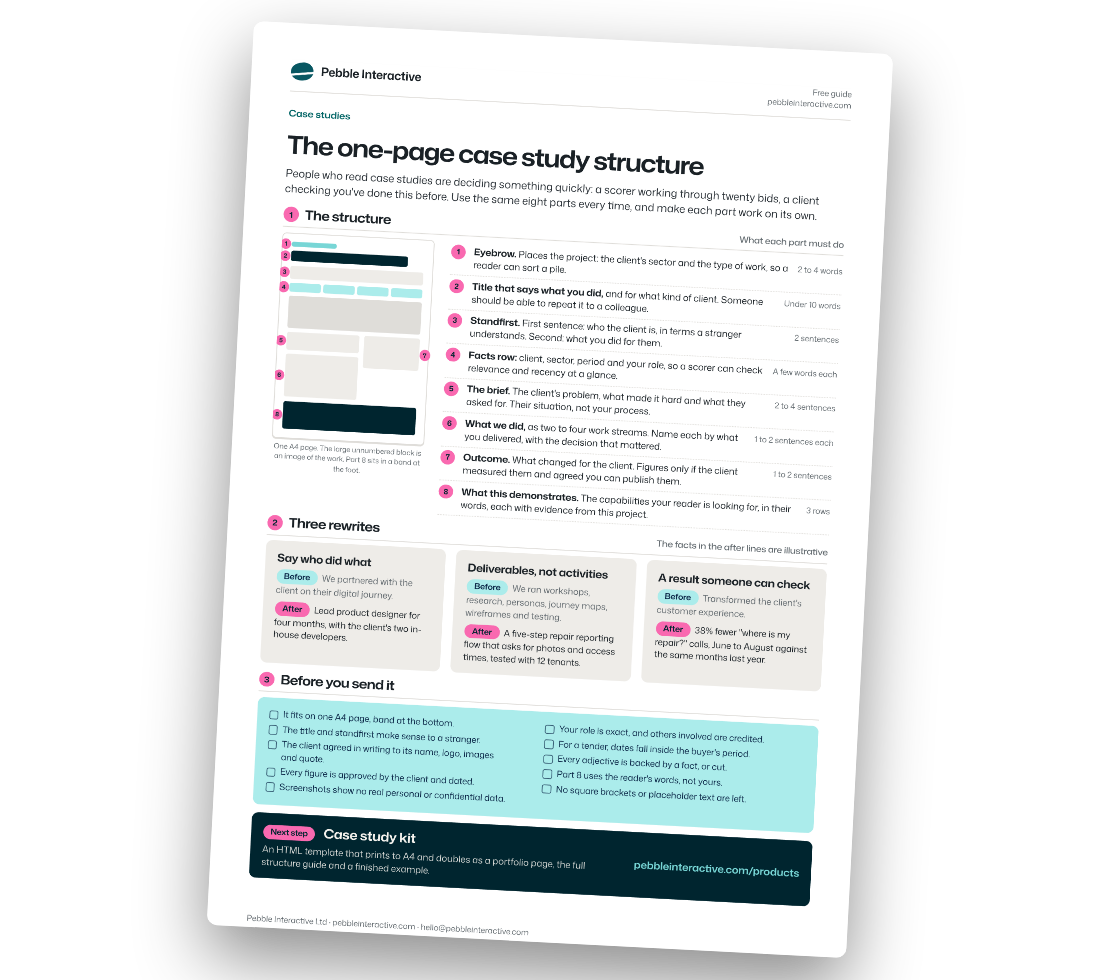 Pebble Interactive
Free guide
pebbleinteractive.com
Case studies
The one-page case study structure
People who read case studies are deciding something quickly: a scorer working through twenty bids, a client
checking you've done this before. Use the same eight parts every time, and make each part work on its own.
1 The structure
What each part must do
1
2
3
4
5
7
6
8
One A4 page. The large unnumbered block is
an image of the work. Part 8 sits in a band at
the foot.
1 Eyebrow. Places the project: the client's sector and the type of work, so a 2 to 4 words
reader can sort a pile.
2 Title that says what you did, and for what kind of client. Someone Under 10 words
should be able to repeat it to a colleague.
3 Standfirst. First sentence: who the client is, in terms a stranger 2 sentences
understands. Second: what you did for them.
4 Facts row: client, sector, period and your role, so a scorer can check A few words each
relevance and recency at a glance.
5 The brief. The client's problem, what made it hard and what they 2 to 4 sentences
asked for. Their situation, not your process.
6 What we did, as two to four work streams. Name each by what 1 to 2 sentences each
you delivered, with the decision that mattered.
7 Outcome. What changed for the client. Figures only if the client 1 to 2 sentences
measured them and agreed you can publish them.
8 What this demonstrates. The capabilities your reader is looking for, in their 3 rows
words, each with evidence from this project.
2 Three rewrites
The facts in the after lines are illustrative
Say who did what
Before We partnered with the
client on their digital journey.
After Lead product designer for
four months, with the client's two in-
house developers.
Deliverables, not activities
Before We ran workshops,
research, personas, journey maps,
wireframes and testing.
After A five-step repair reporting
flow that asks for photos and access
times, tested with 12 tenants.
A result someone can check
Before Transformed the client's
customer experience.
After 38% fewer "where is my
repair?" calls, June to August against
the same months last year.
3 Before you send it
It fits on one A4 page, band at the bottom.
The title and standfirst make sense to a stranger.
The client agreed in writing to its name, logo, images
and quote.
Every figure is approved by the client and dated.
Screenshots show no real personal or confidential data.
Your role is exact, and others involved are credited.
For a tender, dates fall inside the buyer's period.
Every adjective is backed by a fact, or cut.
Part 8 uses the reader's words, not yours.
No square brackets or placeholder text are left.
Next step Case study kit
An HTML template that prints to A4 and doubles as a portfolio page, the full
structure guide and a finished example.
pebbleinteractive.com/products
Pebble Interactive Ltd · pebbleinteractive.com · hello@pebbleinteractive.com